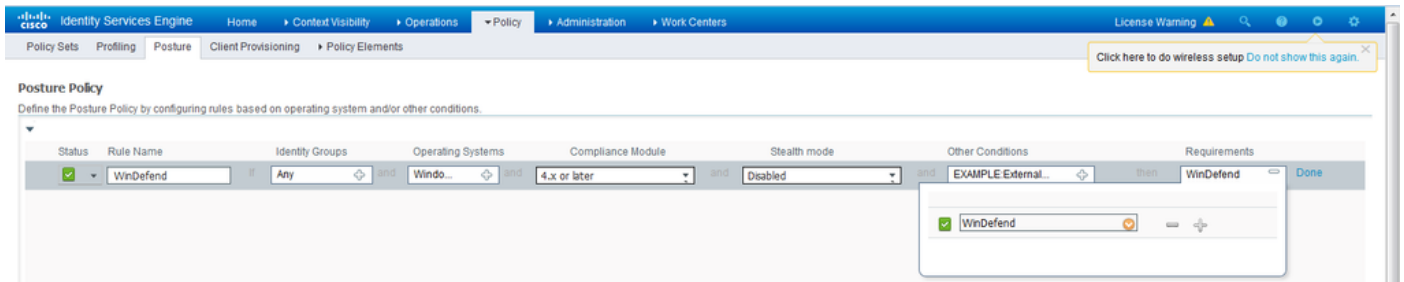 cisco Identity Services Engine Home Context Visibility Operations Policy Administration Work Centers License Warning
Policy Sets Profiling Posture Client Provisioning Policy Elements
Click here to do wireless setup Do not show this again.
Posture Policy
Define the Posture Policy by configuring rules based on operating system and/or other conditions.
Status Rule Name Identity Groups Operating Systems Compliance Module Stealth mode Other Conditions Requirements
WinDefend If Any and Windo... and 4.x or later and Disabled and EXAMPLE:External... then WinDefend Done
WinDefend